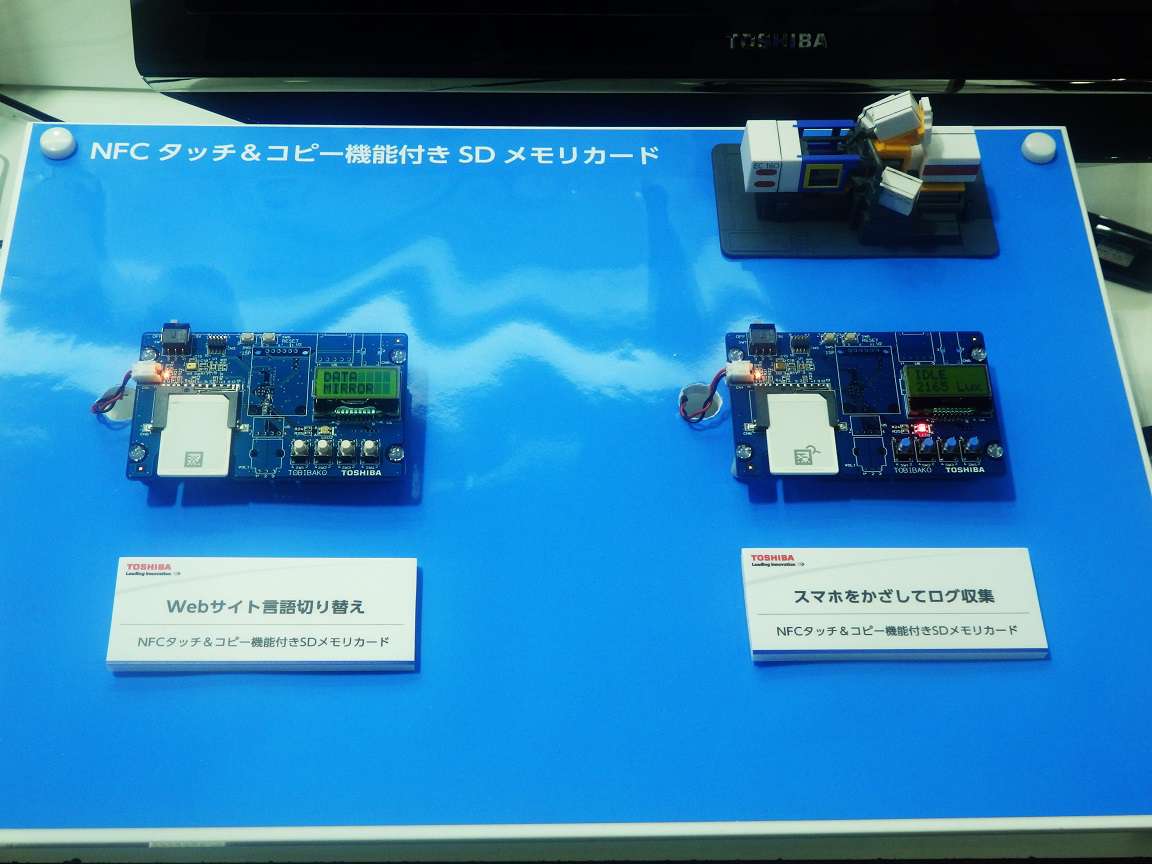 TOSHIBA
NFC タッチ＆コピー機能付き SD メモリカード
DATA
MIRROR
TOBIBAKO TOSHIBA
IDLE
2165 Lux
TOBIBAKO TOSHIBA
TOSHIBA
Leading Innovation
Webサイト言語切り替え
NFCタッチ＆コピー機能付きSDメモリカード
TOSHIBA
Leading Innovation
スマホをかざしてログ収集
NFCタッチ＆コピー機能付きSDメモリカード